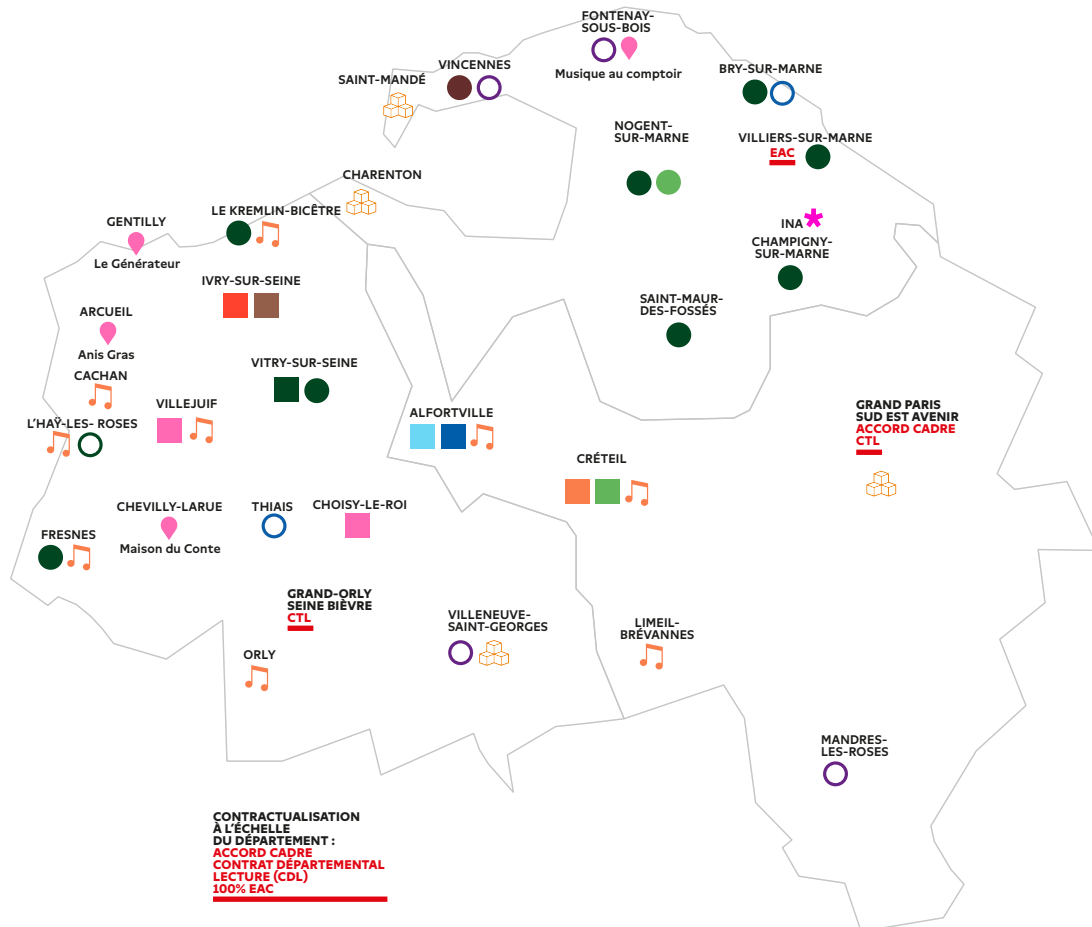 FONTENAY-
SOUS-BOIS
Musique au comptoir
VINCENNES
SAINT-MANDÉ
BRY-SUR-MARNE
NOGENT-
SUR-MARNE
VILLIERS-SUR-MARNE
EAC
CHARENTON
LE KREMLIN-BICÊTRE
GENTILLY
Le Générateur
INA
CHAMPIGNY-
SUR-MARNE
IVRY-SUR-SEINE
SAINT-MAUR-
DES-FOSSÉS
ARCUEIL
Anis Gras
CACHAN
VITRY-SUR-SEINE
VILLEJUIF
L'HAŸ-LES- ROSES
ALFORTVILLE
GRAND PARIS
SUD EST AVENIR
ACCORD CADRE
CTL
CRÉTEIL
CHEVILLY-LARUE
Maison du Conte
THIAIS
CHOISY-LE-ROI
FRESNES
GRAND-ORLY
SEINE BIÈVRE
CTL
VILLENEUVE-
SAINT-GEORGES
LIMEIL-
BRÉVANNES
ORLY
MANDRES-
LES-ROSES
CONTRACTUALISATION
À L'ÉCHELLE
DU DÉPARTEMENT :
ACCORD CADRE
CONTRAT DÉPARTEMENTAL
LECTURE (CDL)
100% EAC